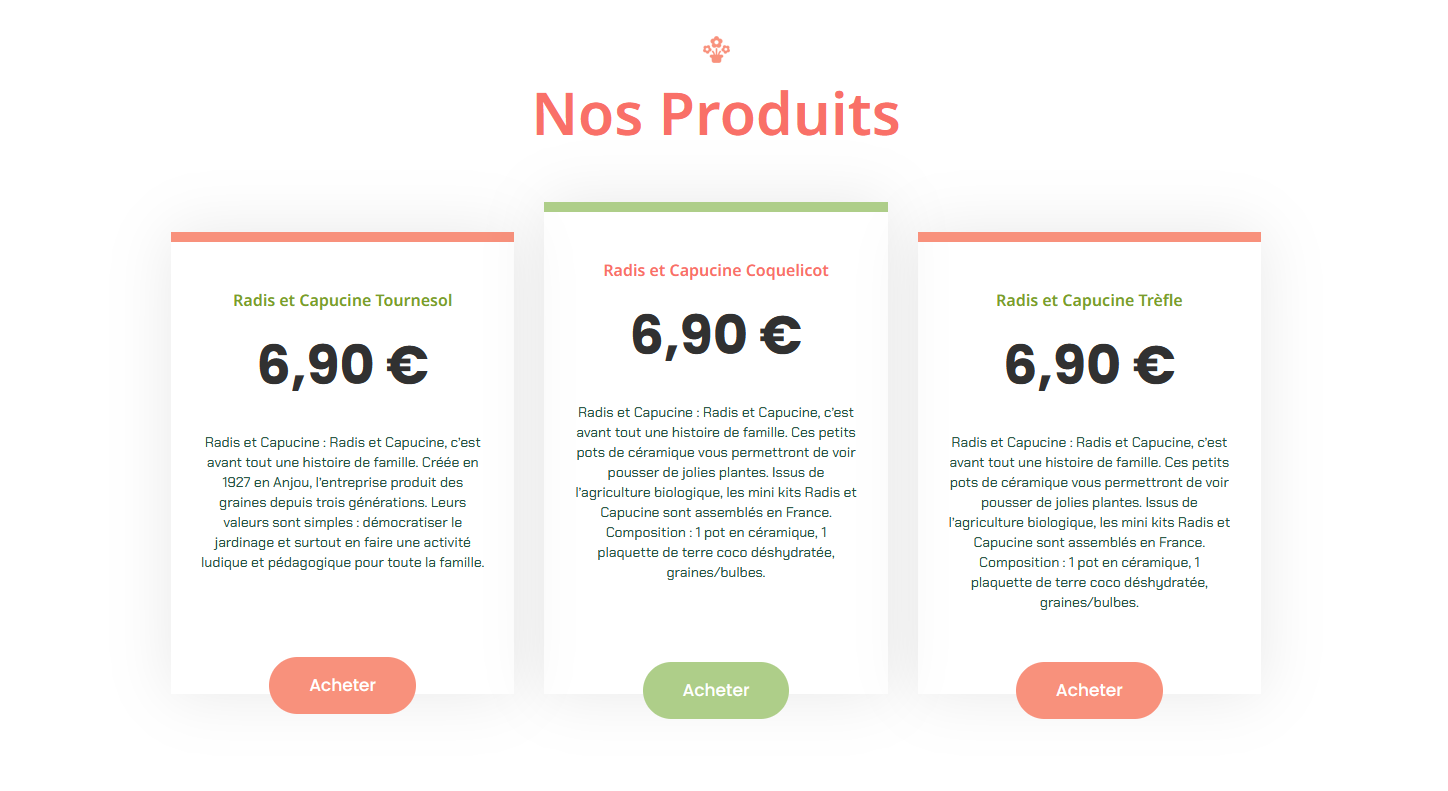 Nos Produits
Radis et Capucine Tournesol
6,90 €
Radis et Capucine : Radis et Capucine, c'est
avant tout une histoire de famille. Créée en
1927 en Anjou, l'entreprise produit des
graines depuis trois générations. Leurs
valeurs sont simples : démocratiser le
jardinage et surtout en faire une activité
ludique et pédagogique pour toute la famille.
Acheter
Radis et Capucine Coquelicot
6,90 €
Radis et Capucine : Radis et Capucine, c'est
avant tout une histoire de famille. Ces petits
pots de céramique vous permettront de voir
pousser de jolies plantes. Issus de
l'agriculture biologique, les mini kits Radis et
Capucine sont assemblés en France.
Composition : 1 pot en céramique, 1
plaquette de terre coco déshydratée,
graines/bulbes.
Acheter
Radis et Capucine Trèfle
6,90 €
Radis et Capucine : Radis et Capucine, c'est
avant tout une histoire de famille. Ces petits
pots de céramique vous permettront de voir
pousser de jolies plantes. Issus de
l'agriculture biologique, les mini kits Radis et
Capucine sont assemblés en France.
Composition : 1 pot en céramique, 1
plaquette de terre coco déshydratée,
graines/bulbes.
Acheter